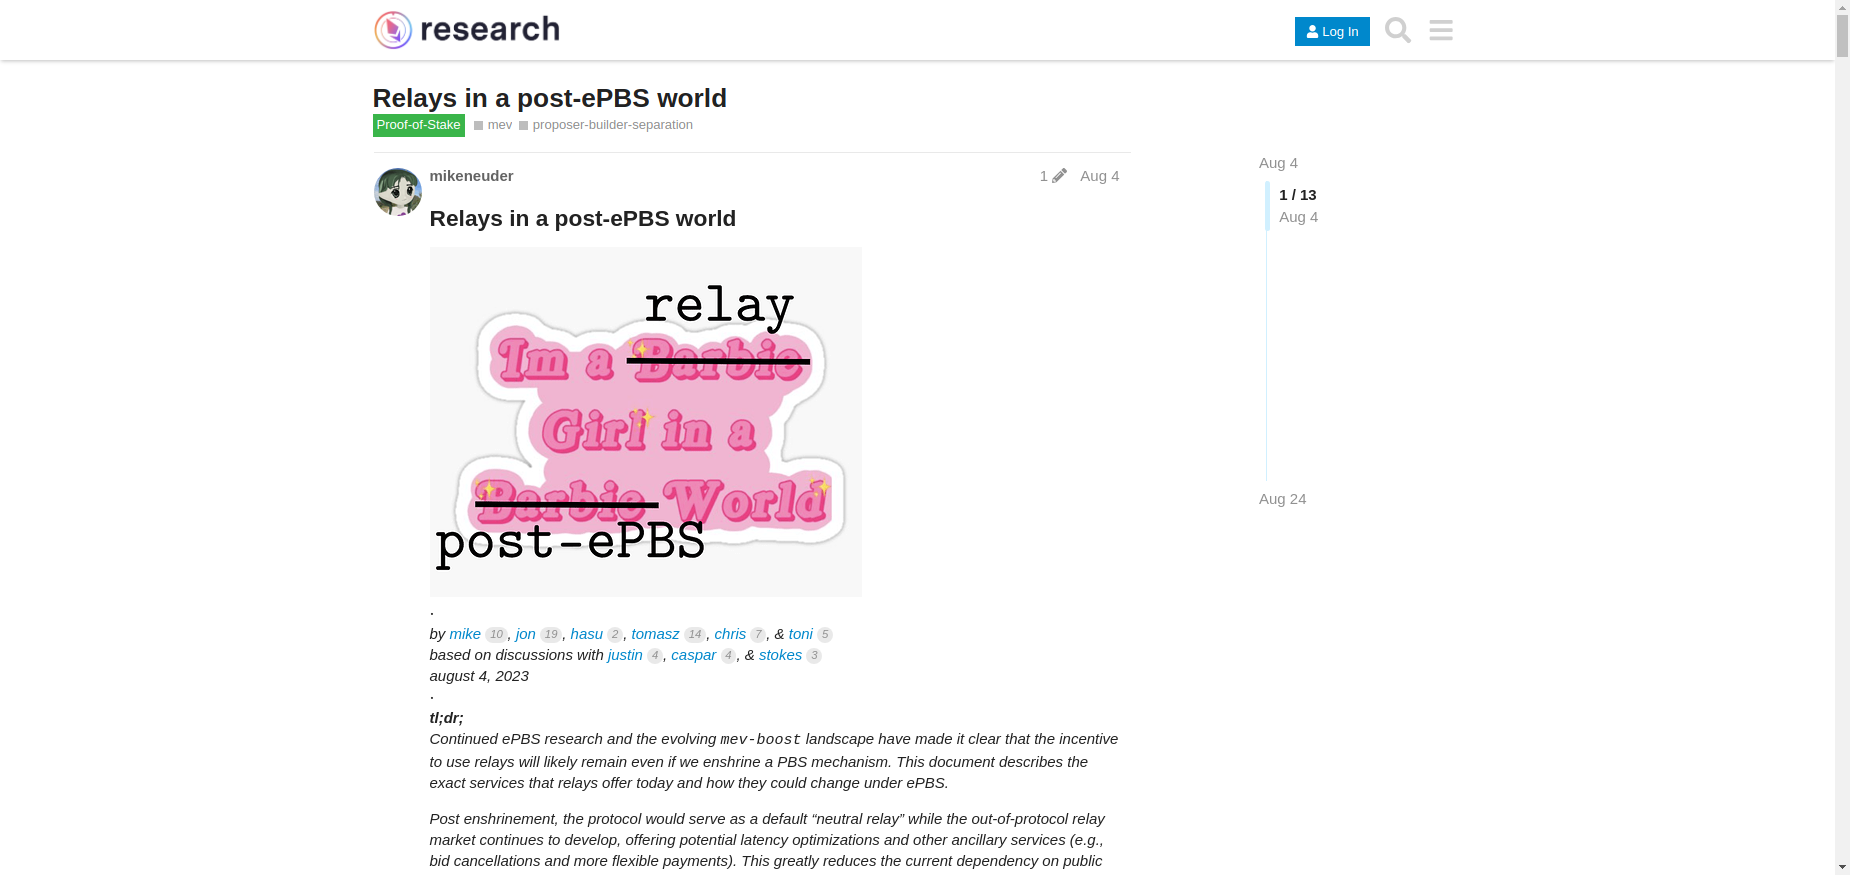 research
Log In
Relays in a post-ePBS world
Proof-of-Stake mev proposer-builder-separation
mikeneuder 1 Aug 4
Relays in a post-ePBS world
relay
Im a Barbie
Girl in a
Barbie World
post-ePBS
.
by mike 10, jon 19, hasu 2, tomasz 14, chris 7, & toni 5
based on discussions with justin 4, caspar 4, & stokes 3
august 4, 2023
.
tl;dr;
Continued ePBS research and the evolving mev-boost landscape have made it clear that the incentive
to use relays will likely remain even if we enshrine a PBS mechanism. This document describes the
exact services that relays offer today and how they could change under ePBS.
Post enshrinement, the protocol would serve as a default “neutral relay” while the out-of-protocol relay
market continues to develop, offering potential latency optimizations and other ancillary services (e.g.,
bid cancellations and more flexible payments). This greatly reduces the current dependency on public
Aug 4
1 / 13
Aug 4
Aug 24